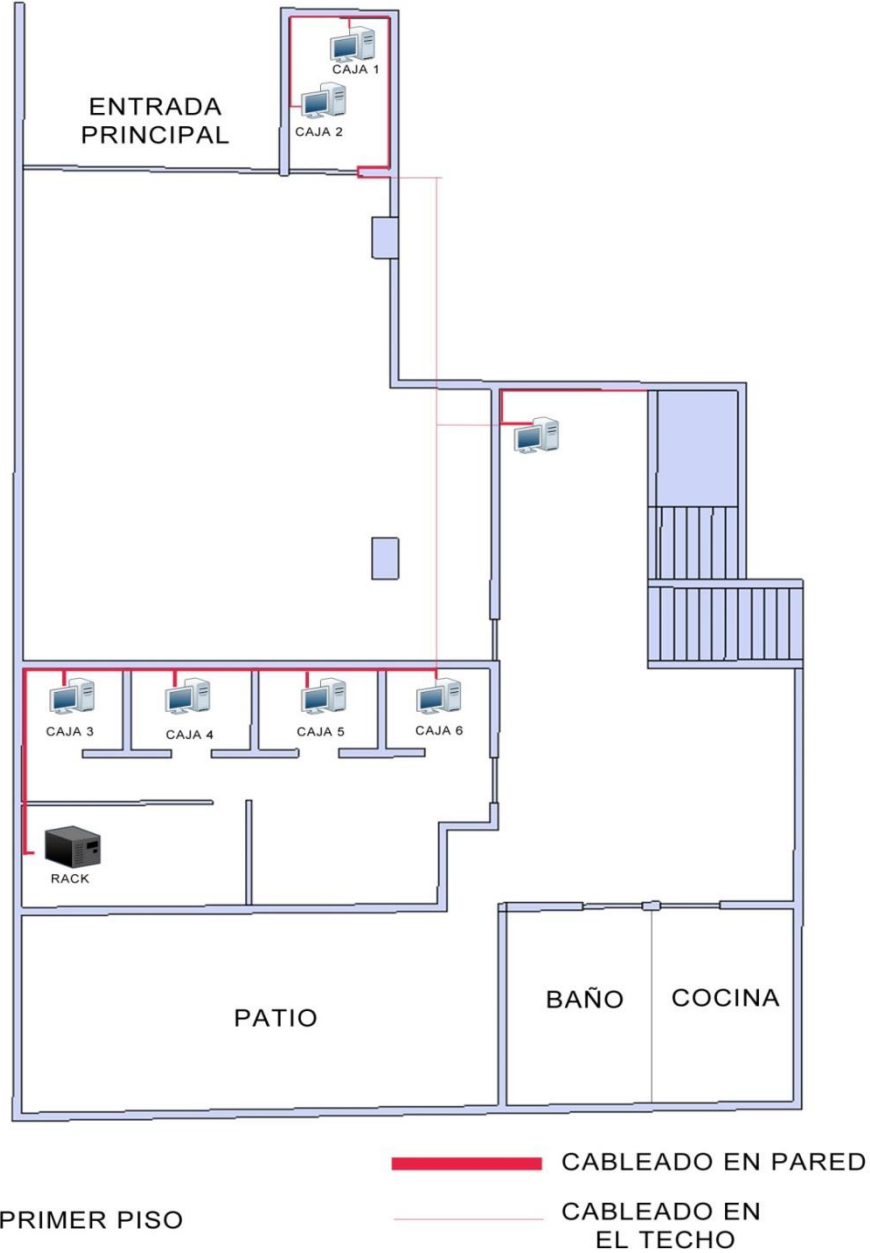 CAJA 1
ENTRADA
PRINCIPAL
CAJA 2
CAJA 3
CAJA 4
CAJA 5
CAJA 6
RACK
PATIO
BAÑO
COCINA
CABLEADO EN PARED
PRIMER PISO
CABLEADO EN
EL TECHO